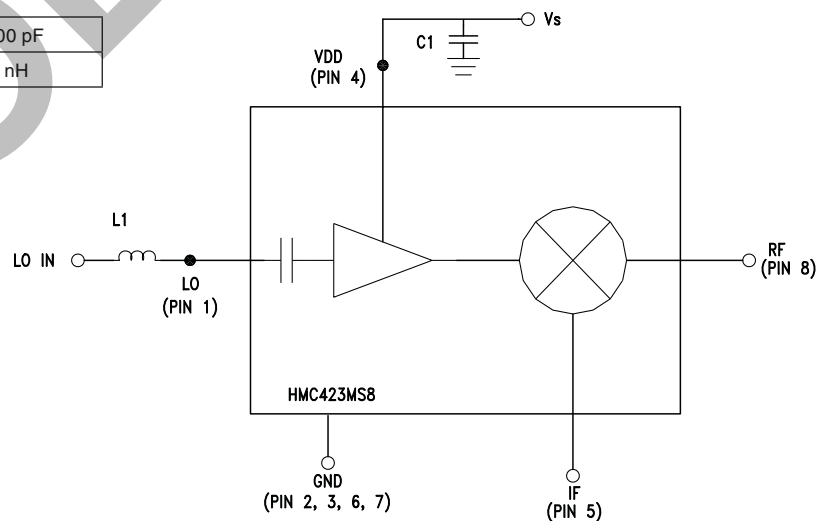 00 pF
nH
Vs
C1
VDD
(PIN 4)
L1
LO IN
LO
(PIN 1)
RF
(PIN 8)
HMC423MS8
GND
(PIN 2, 3, 6, 7)
IF
(PIN 5)